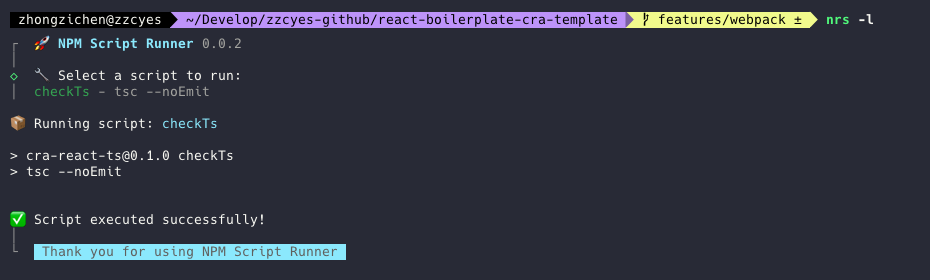 zhongzichen@zzcyes ~/Develop/zzcyes-github/react-boilerplate-cra-template features/webpack ± nrs -l
🚀 NPM Script Runner 0.0.2
🔧 Select a script to run:
checkTs - tsc --noEmit
📦 Running script: checkTs
> cra-react-ts@0.1.0 checkTs
> tsc --noEmit
✅ Script executed successfully!
Thank you for using NPM Script Runner